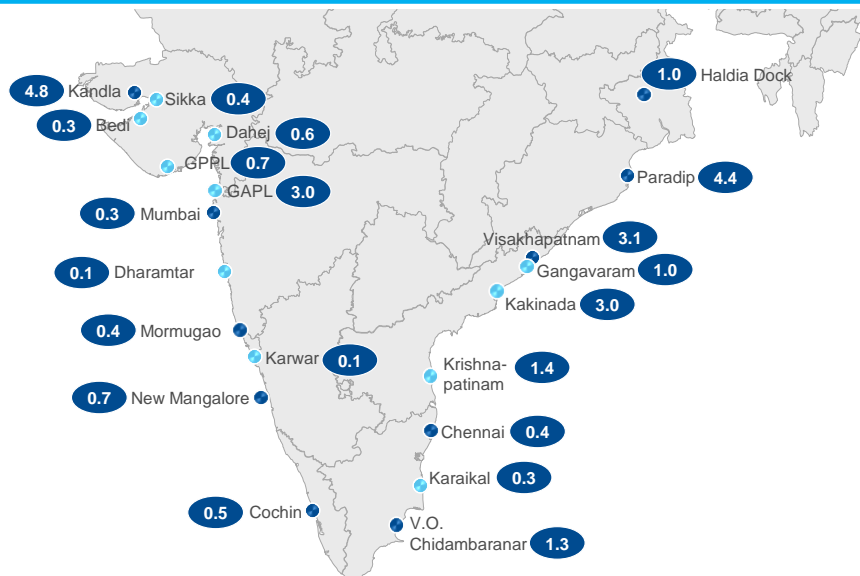 1.0 Haldia Dock
4.8 Kandla
Sikka 0.4
0.3 Bedi
Dahej 0.6
GPPL 0.7
Paradip 4.4
GAPL 3.0
0.3 Mumbai
Visakhapatnam 3.1
0.1 Dharamtar
Gangavaram 1.0
Kakinada 3.0
0.4 Mormugao
Karwar 0.1
Krishna-
patinam 1.4
0.7 New Mangalore
Chennai 0.4
Karaikal 0.3
0.5 Cochin
V.O.
Chidambaranar 1.3